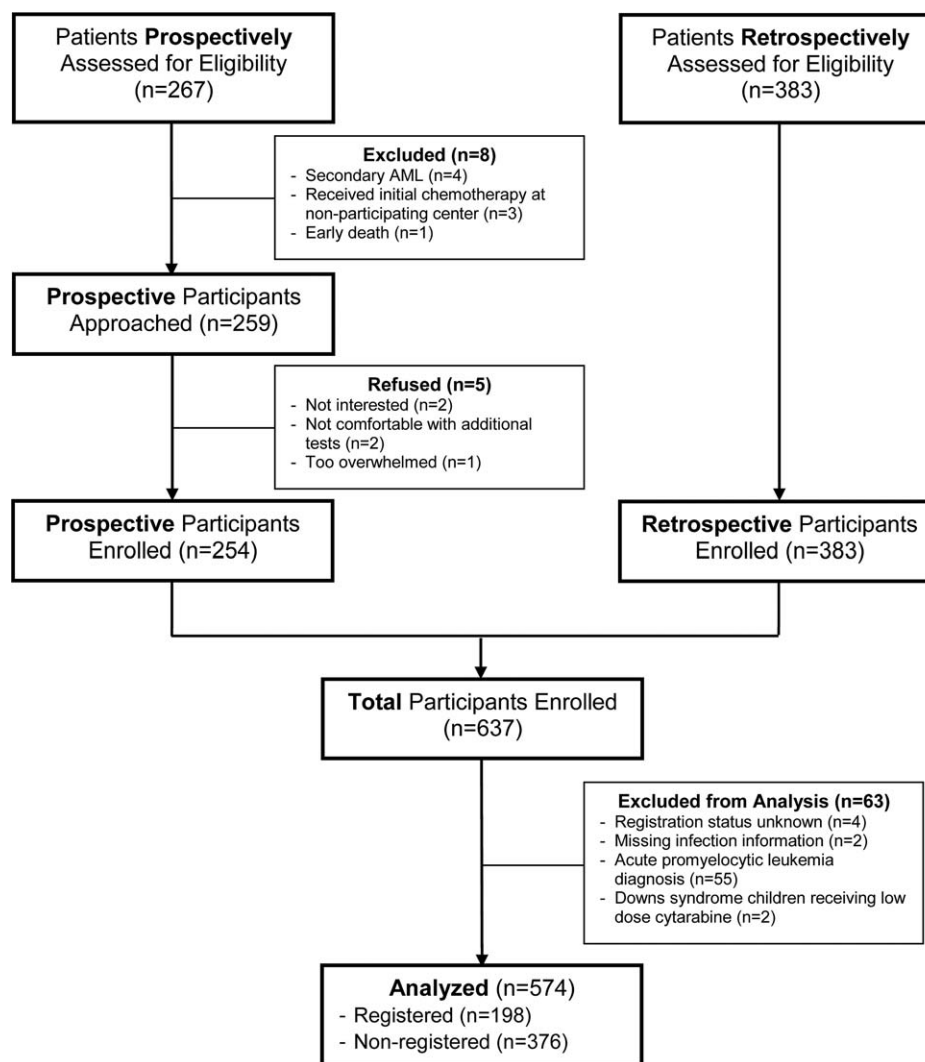 Patients Prospectively
Assessed for Eligibility
(n=267)
Patients Retrospectively
Assessed for Eligibility
(n=383)
Excluded (n=8)
- Secondary AML (n=4)
- Received initial chemotherapy at
non-participating center (n=3)
- Early death (n=1)
Prospective Participants
Approached (n=259)
Refused (n=5)
- Not interested (n=2)
- Not comfortable with additional
tests (n=2)
- Too overwhelmed (n=1)
Prospective Participants
Enrolled (n=254)
Retrospective Participants
Enrolled (n=383)
Total Participants Enrolled
(n=637)
Excluded from Analysis (n=63)
- Registration status unknown (n=4)
- Missing infection information (n=2)
- Acute promyelocytic leukemia
diagnosis (n=55)
- Downs syndrome children receiving low
dose cytarabine (n=2)
Analyzed (n=574)
- Registered (n=198)
- Non-registered (n=376)